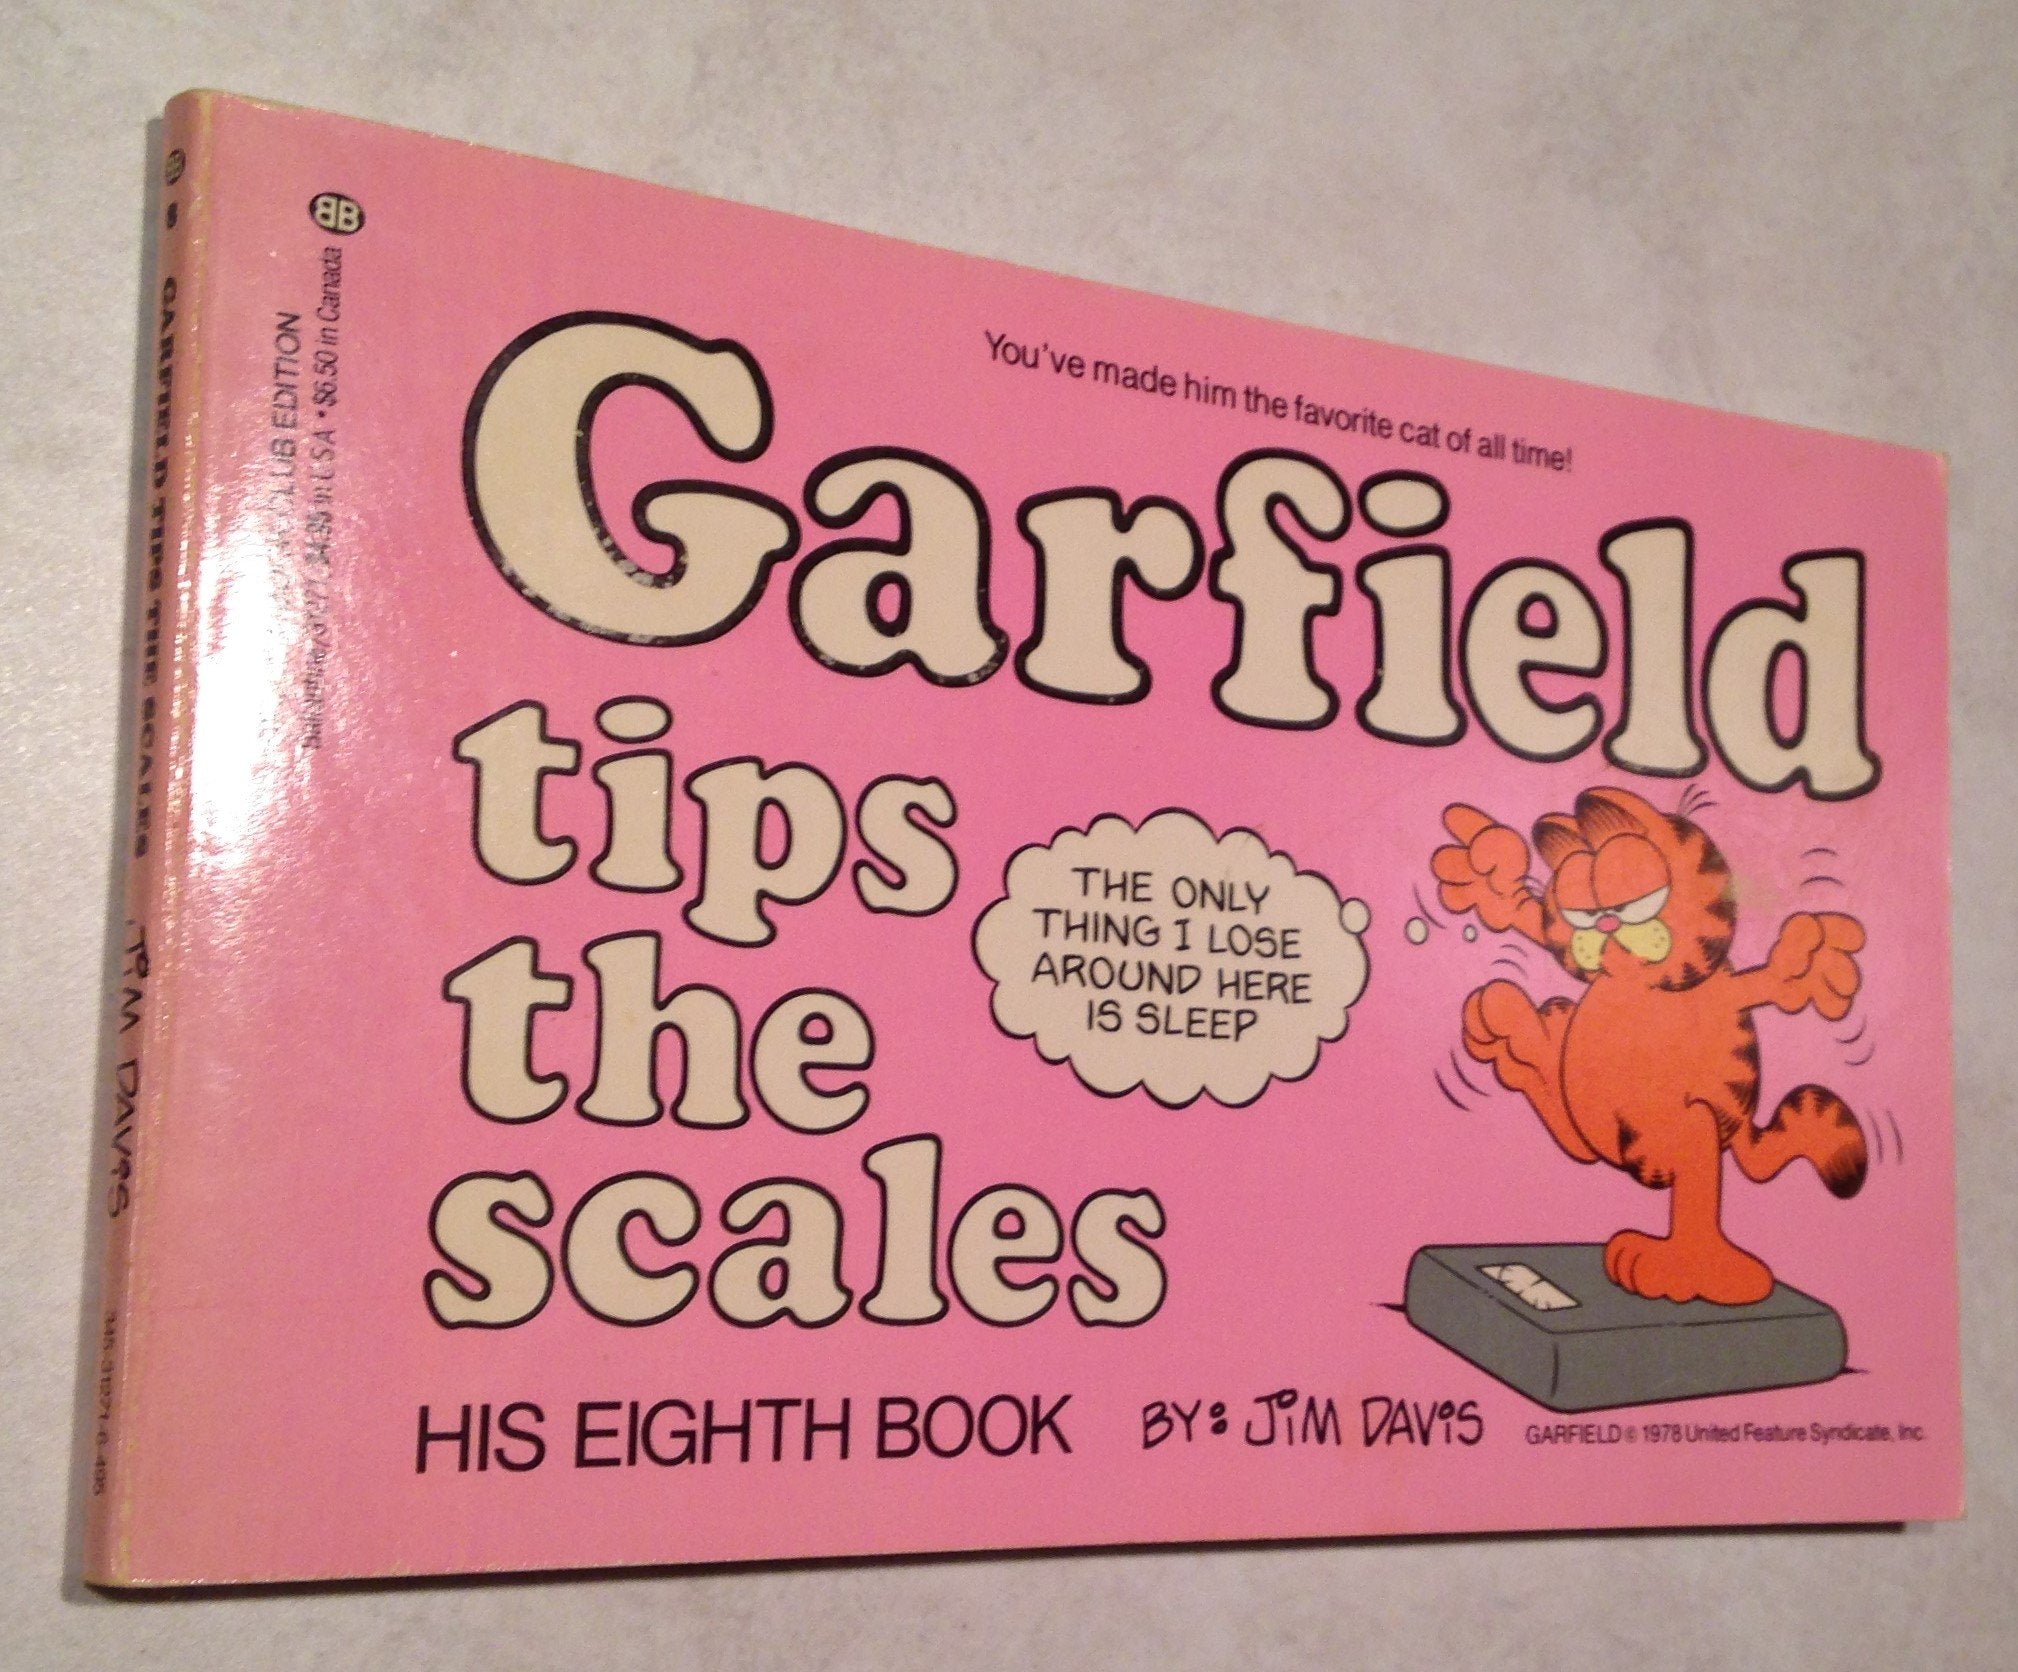 BB
CLUB EDITION
$4.95 in U.S.A. • $6.50 in Canada
You've made him the favorite cat of all time!
Garfield
tips
the
scales
THE ONLY
THING I LOSE
AROUND HERE
IS SLEEP
HIS EIGHTH BOOK BY: JIM DAVIS GARFIELD © 1978 United Feature Syndicate, Inc.
GARFIELD TIPS THE SCALES JIM DAVIS